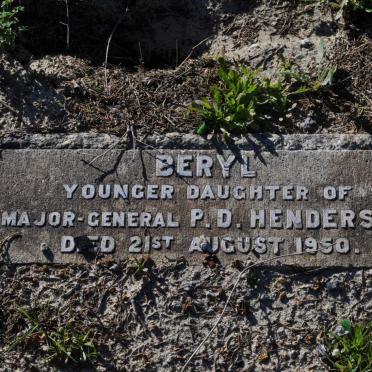 BERYL
YOUNGER DAUGHTER OF
MAJOR-GENERAL P.D. HENDERS
DIED 21ST AUGUST 1950.